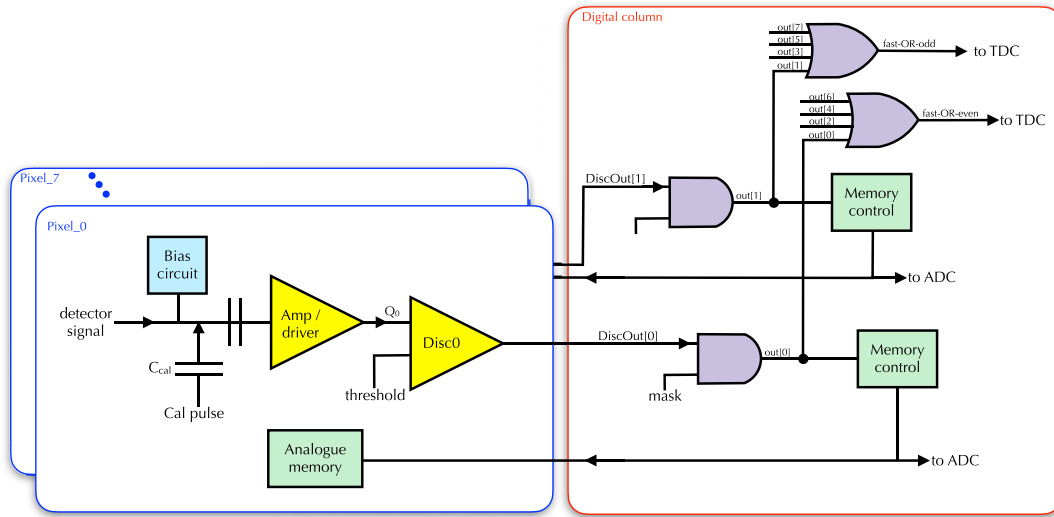 Digital column
out[7]
out[5]
out[3]
out[1]
fast-OR-odd
to TDC
out[6]
out[4]
out[2]
out[0]
fast-OR-even
to TDC
Pixel_7
DiscOut[1]
out[1]
Memory
control
Pixel_0
Bias
circuit
to ADC
detector
signal
Amp /
driver
Q0
Disc0
DiscOut[0]
out[0]
Memory
control
Ccal
threshold
mask
Cal pulse
Analogue
memory
to ADC